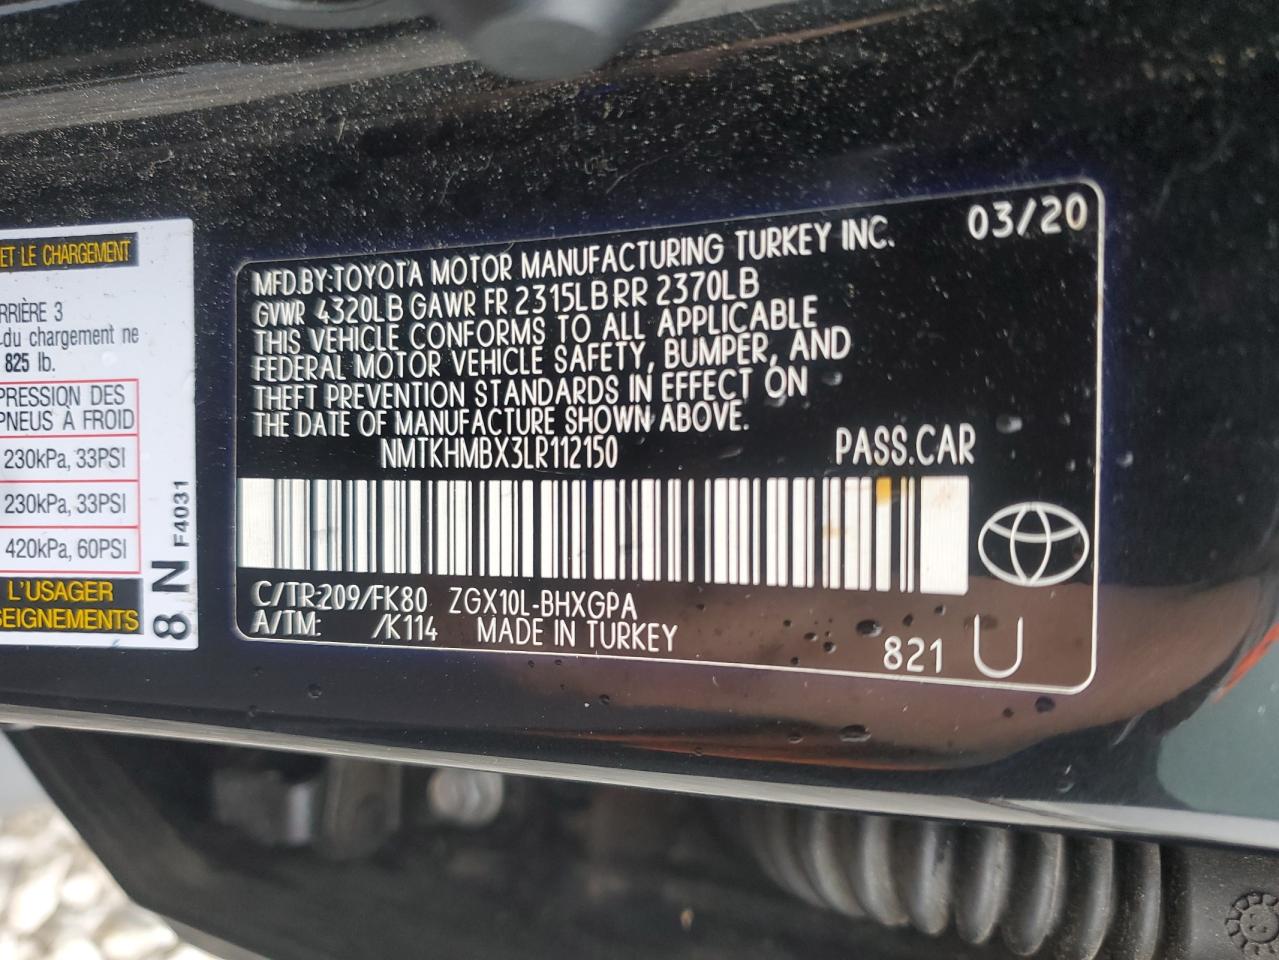 ET LE CHARGEMENT
RRIÈRE 3
du chargement ne
825 lb.
PRESSION DES
PNEUS À FROID
230kPa, 33PSI
230kPa, 33PSI
420kPa, 60PSI
L'USAGER
SEIGNEMENTS
8 N F4031
03/20
MFD.BY:TOYOTA MOTOR MANUFACTURING TURKEY INC.
GVWR 4320LB GAWR FR 2315LB RR 2370LB
THIS VEHICLE CONFORMS TO ALL APPLICABLE
FEDERAL MOTOR VEHICLE SAFETY, BUMPER, AND
THEFT PREVENTION STANDARDS IN EFFECT ON
THE DATE OF MANUFACTURE SHOWN ABOVE.
NMTKHMBX3LR112150 PASS.CAR
C/TR:209/FK80 ZGX10L-BHXGPA
A/TM: /K114 MADE IN TURKEY
821 U